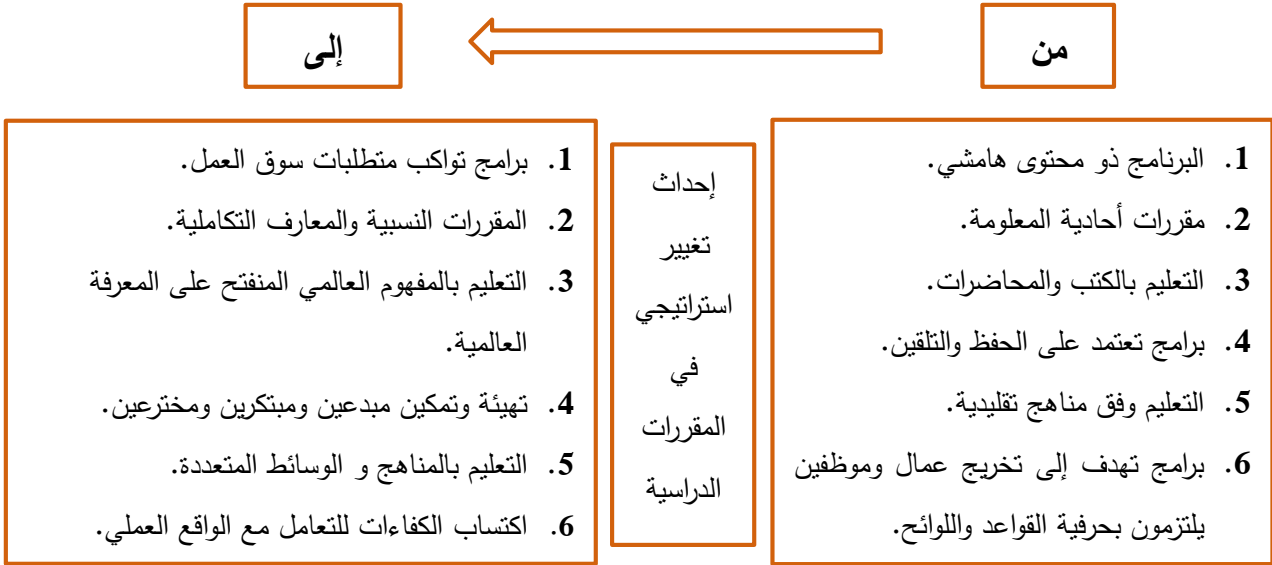 من
إلى
1. البرنامج ذو محتوى هامشي.
2. مقررات أحادية المعلومة.
3. التعليم بالكتب والمحاضرات.
4. برامج تعتمد على الحفظ والتلقين.
5. التعليم وفق مناهج تقليدية.
6. برامج تهدف إلى تخريج عمال وموظفين
يلتزمون بحرفية القواعد واللوائح.
إحداث
تغيير
استراتيجي
في
المقررات
الدراسية
1. برامج تواكب متطلبات سوق العمل.
2. المقررات النسبية والمعارف التكاملية.
3. التعليم بالمفهوم العالمي المنفتح على المعرفة
العالمية.
4. تهيئة وتمكين مبدعين ومبتكرين ومخترعين.
5. التعليم بالمناهج و الوسائط المتعددة.
6. اكتساب الكفاءات للتعامل مع الواقع العملي.